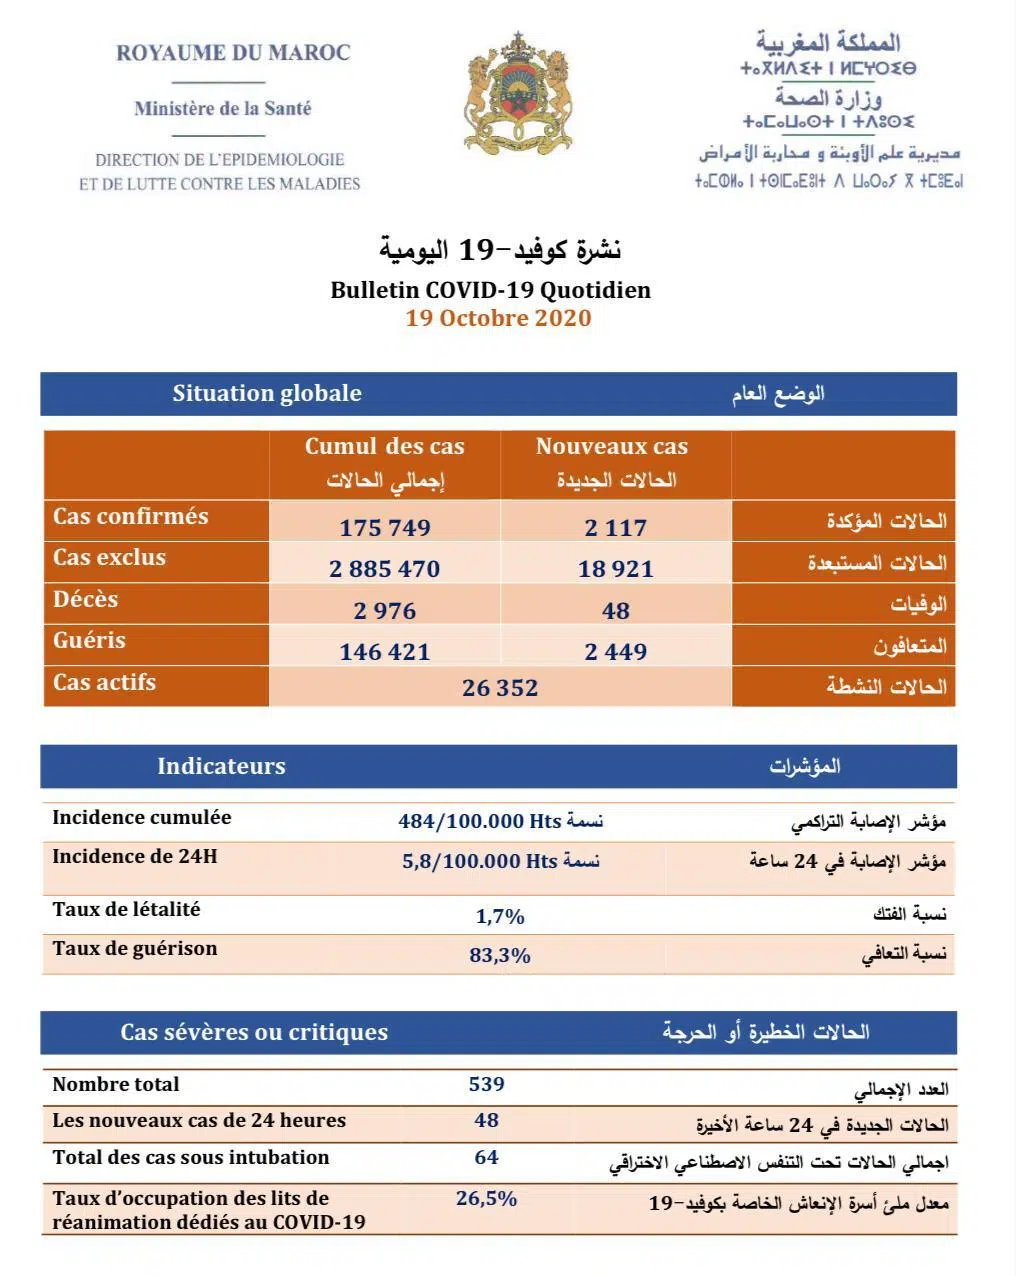 ROYAUME DU MAROC
Ministère de la Santé
DIRECTION DE L'EPIDEMIOLOGIE
ET DE LUTTE CONTRE LES MALADIES
المملكة المغربية
ⵜⴰⴳⵍⴷⵉⵜ ⵏ ⵍⵎⵖⵔⵉⴱ
وزارة الصحة
ⵜⴰⵎⴰⵡⴰⵙⵜ ⵏ ⵜⴷⵓⵙⵉ
مديرية علم الأوبئة و محاربة الأمراض
نشرة كوفيد-19 اليومية
Bulletin COVID-19 Quotidien
19 Octobre 2020
Situation globale الوضع العام
Cumul des cas Nouveaux cas
إجمالي الحالات الحالات الجديدة
Cas confirmés 175 749 2 117 الحالات المؤكدة
Cas exclus 2 885 470 18 921 الحالات المستبعدة
Décès 2 976 48 الوفيات
Guéris 146 421 2 449 المتعافون
Cas actifs 26 352 الحالات النشطة
Indicateurs المؤشرات
Incidence cumulée 484/100.000 Hts نسمة مؤشر الإصابة التراكمي
Incidence de 24H 5,8/100.000 Hts نسمة مؤشر الإصابة في 24 ساعة
Taux de létalité 1,7% نسبة الفتك
Taux de guérison 83,3% نسبة التعافي
Cas sévères ou critiques الحالات الخطيرة أو الحرجة
Nombre total 539 العدد الإجمالي
Les nouveaux cas de 24 heures 48 الحالات الجديدة في 24 ساعة الأخيرة
Total des cas sous intubation 64 اجمالي الحالات تحت التنفس الاصطناعي الاختراقي
Taux d'occupation des lits de
réanimation dédiés au COVID-19 26,5% معدل ملئ أسرة الإنعاش الخاصة بكوفيد-19